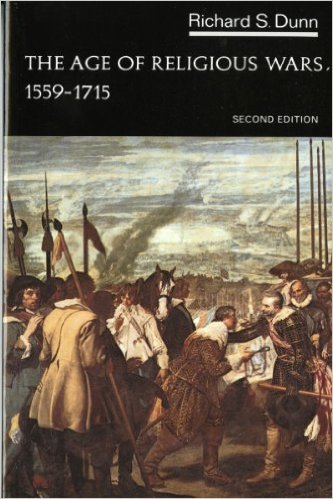 Richard S. Dunn
THE AGE OF RELIGIOUS WARS,
1559-1715
SECOND EDITION